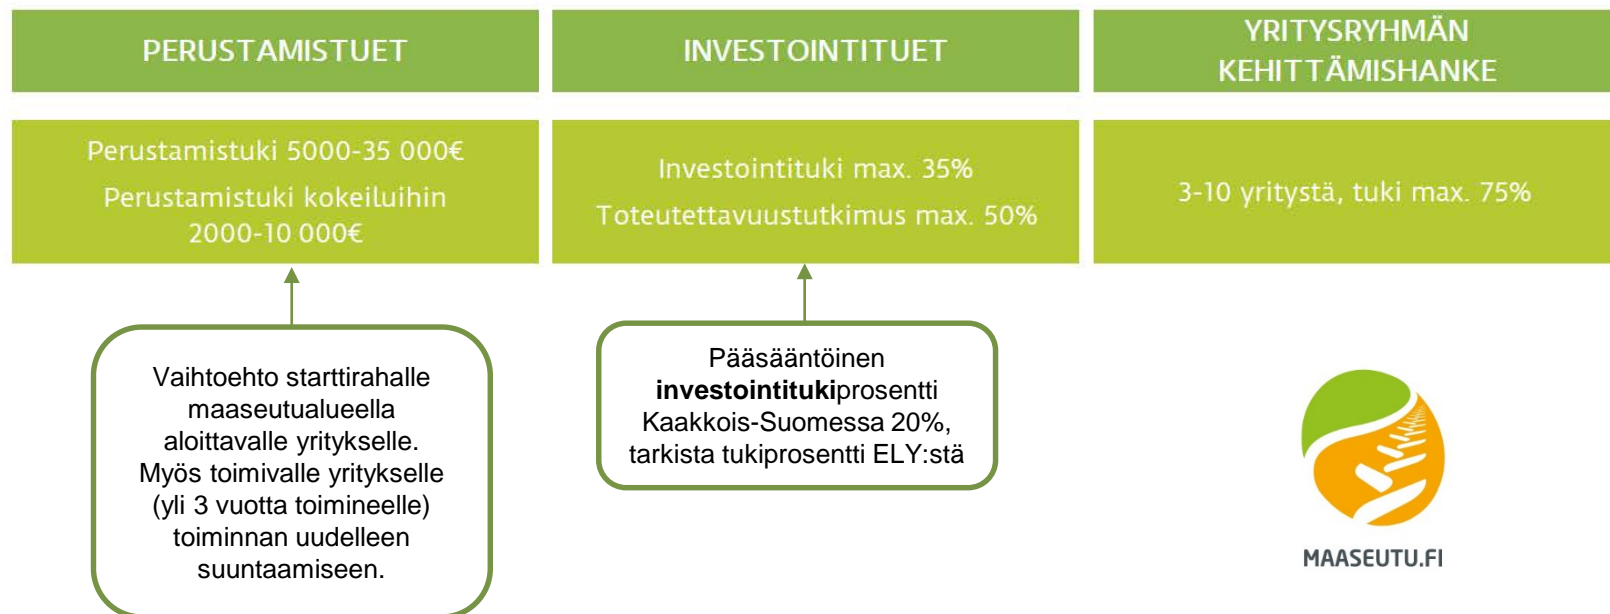 PERUSTAMISTUET
INVESTOINTITUET
YRITYSRYHMÄN
KEHITTÄMISHANKE
Perustamistuki 5000-35 000€
Perustamistuki kokeiluihin
2000-10 000€
Investointituki max. 35%
Toteutettavuustutkimus max. 50%
3-10 yritystä, tuki max. 75%
Vaihtoehto starttirahalle
maaseutualueella
aloittavalle yritykselle.
Myös toimivalle yritykselle
(yli 3 vuotta toimineelle)
toiminnan uudelleen
suuntaamiseen.
Pääsääntöinen
investointitukiprosentti
Kaakkois-Suomessa 20%,
tarkista tukiprosentti ELY:stä
MAASEUTU.FI